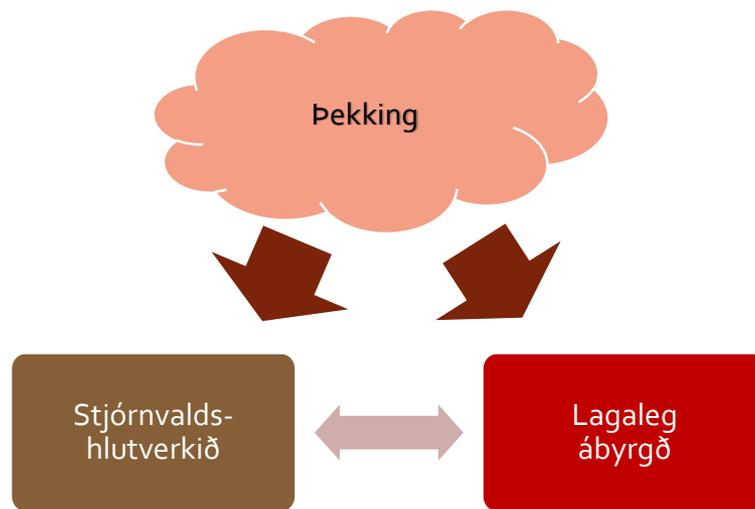 Þekking
Stjórnvalds-
hlutverkið
Lagaleg
ábyrgð